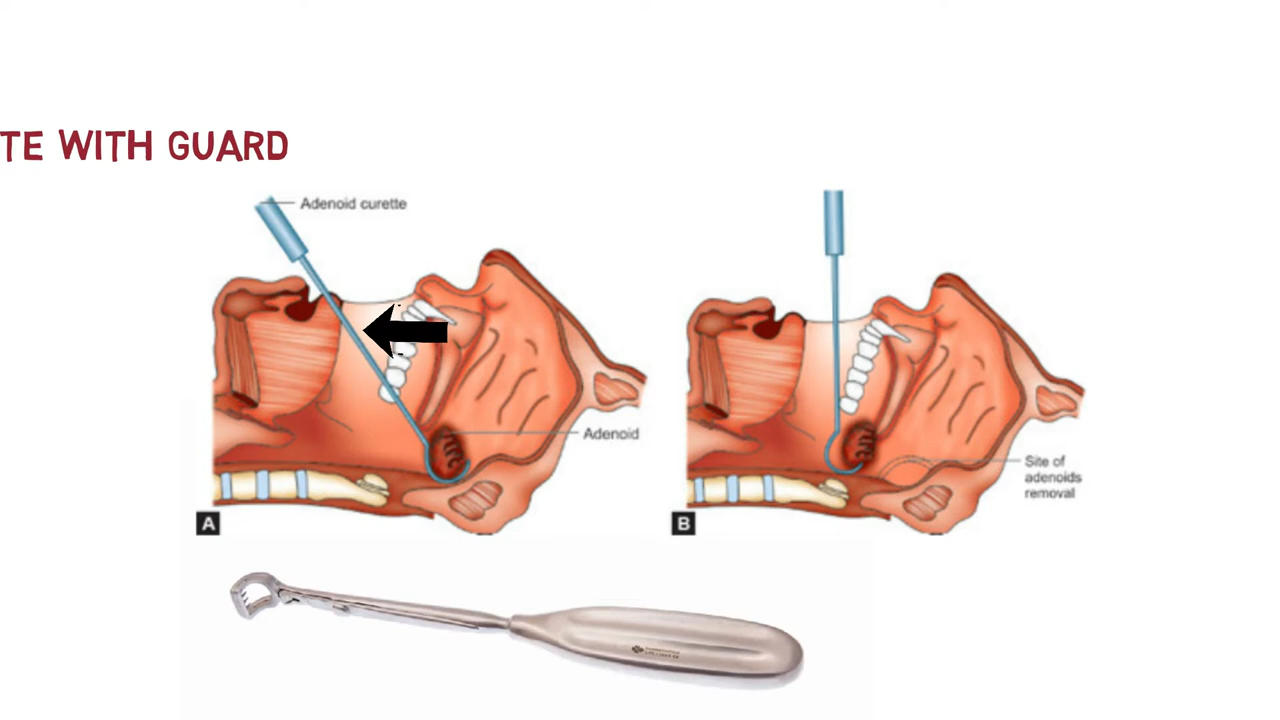 TE WITH GUARD
Adenoid curette
Adenoid
Site of
adenoids
removal
A
B